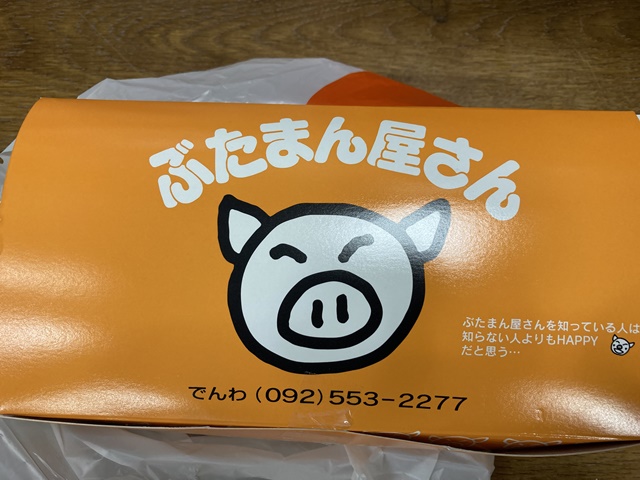 ぶたまん屋さん
ぶたまん屋さんを知っている人は
知らない人よりもHAPPY
だと思う…
でんわ(092)553-2277